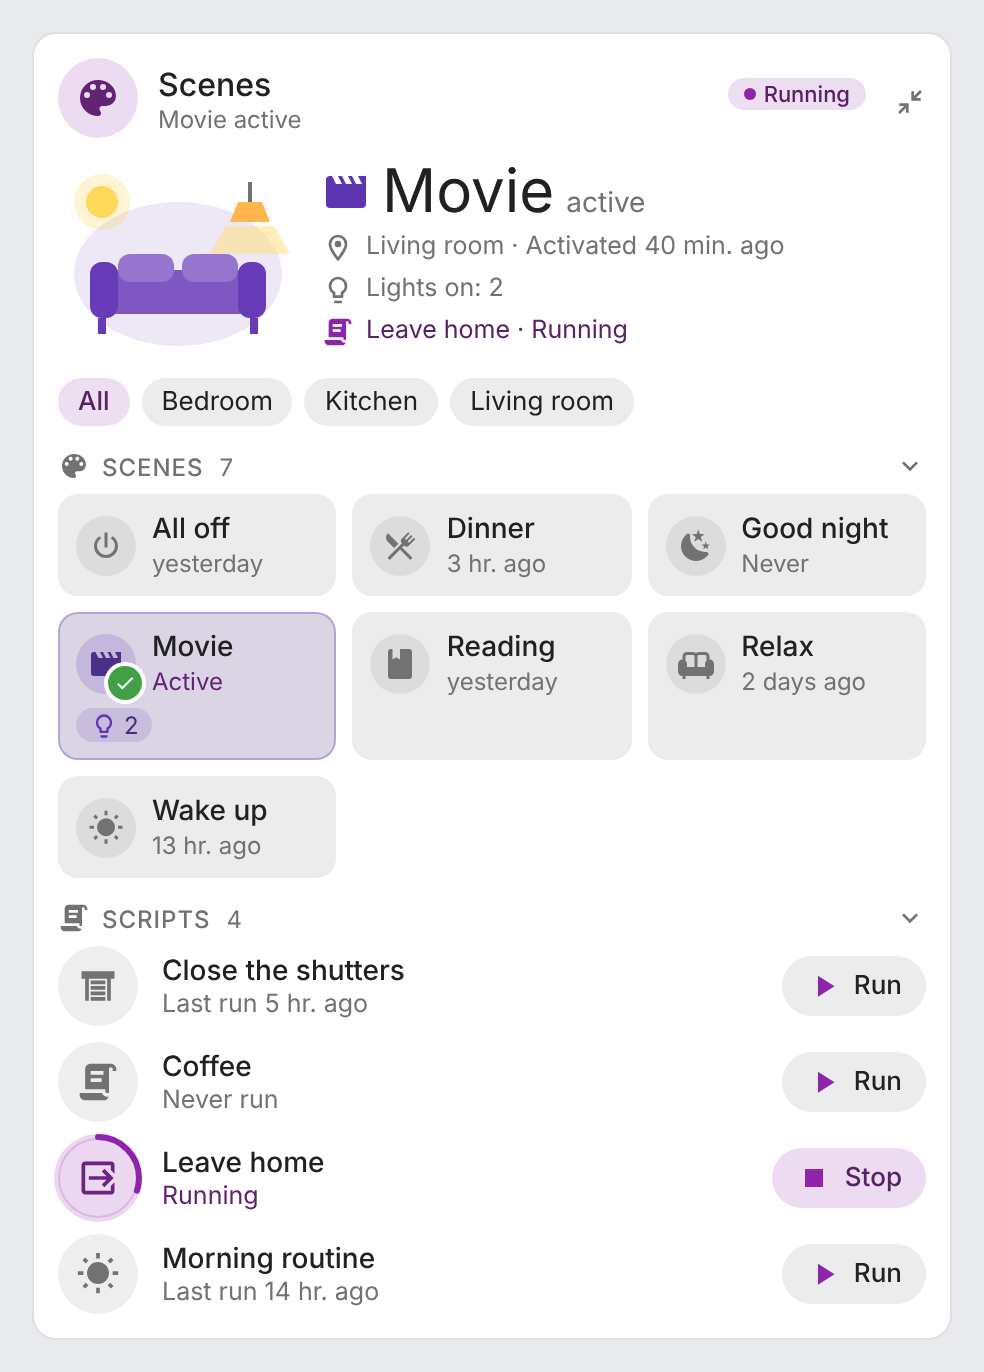 Scenes
Movie active
Running
Movie active
Living room · Activated 40 min. ago
Lights on: 2
Leave home · Running
All
Bedroom
Kitchen
Living room
SCENES 7
All off
yesterday
Dinner
3 hr. ago
Good night
Never
Movie
Active
2
Reading
yesterday
Relax
2 days ago
Wake up
13 hr. ago
SCRIPTS 4
Close the shutters
Last run 5 hr. ago
Run
Coffee
Never run
Run
Leave home
Running
Stop
Morning routine
Last run 14 hr. ago
Run